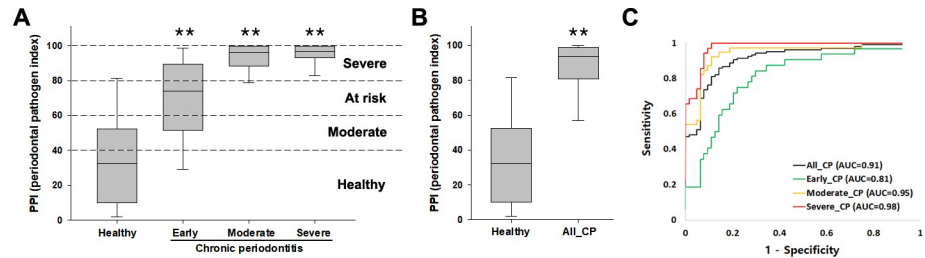 A
PPI (periodontal pathogen index)
100
80
60
40
20
0
**
**
**
Severe
At risk
Moderate
Healthy
Healthy
Early
Moderate
Severe
Chronic periodontitis
B
PPI (periodontal pathogen index)
100
80
60
40
20
0
**
Healthy
All_CP
C
Sensitivity
1
0.8
0.6
0.4
0.2
0
All_CP (AUC=0.91)
Early_CP (AUC=0.81)
Moderate_CP (AUC=0.95)
Severe_CP (AUC=0.98)
0
0.2
0.4
0.6
0.8
1
1 - Specificity